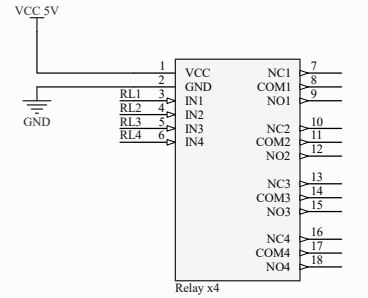 VCC 5V
1 VCC NC1 7
2 GND COM1 8
RL1 3 IN1 NO1 9
RL2 4 IN2
RL3 5 IN3 NC2 10
RL4 6 IN4 COM2 11
GND
NO2 12
NC3 13
COM3 14
NO3 15
NC4 16
COM4 17
NO4 18
Relay x4